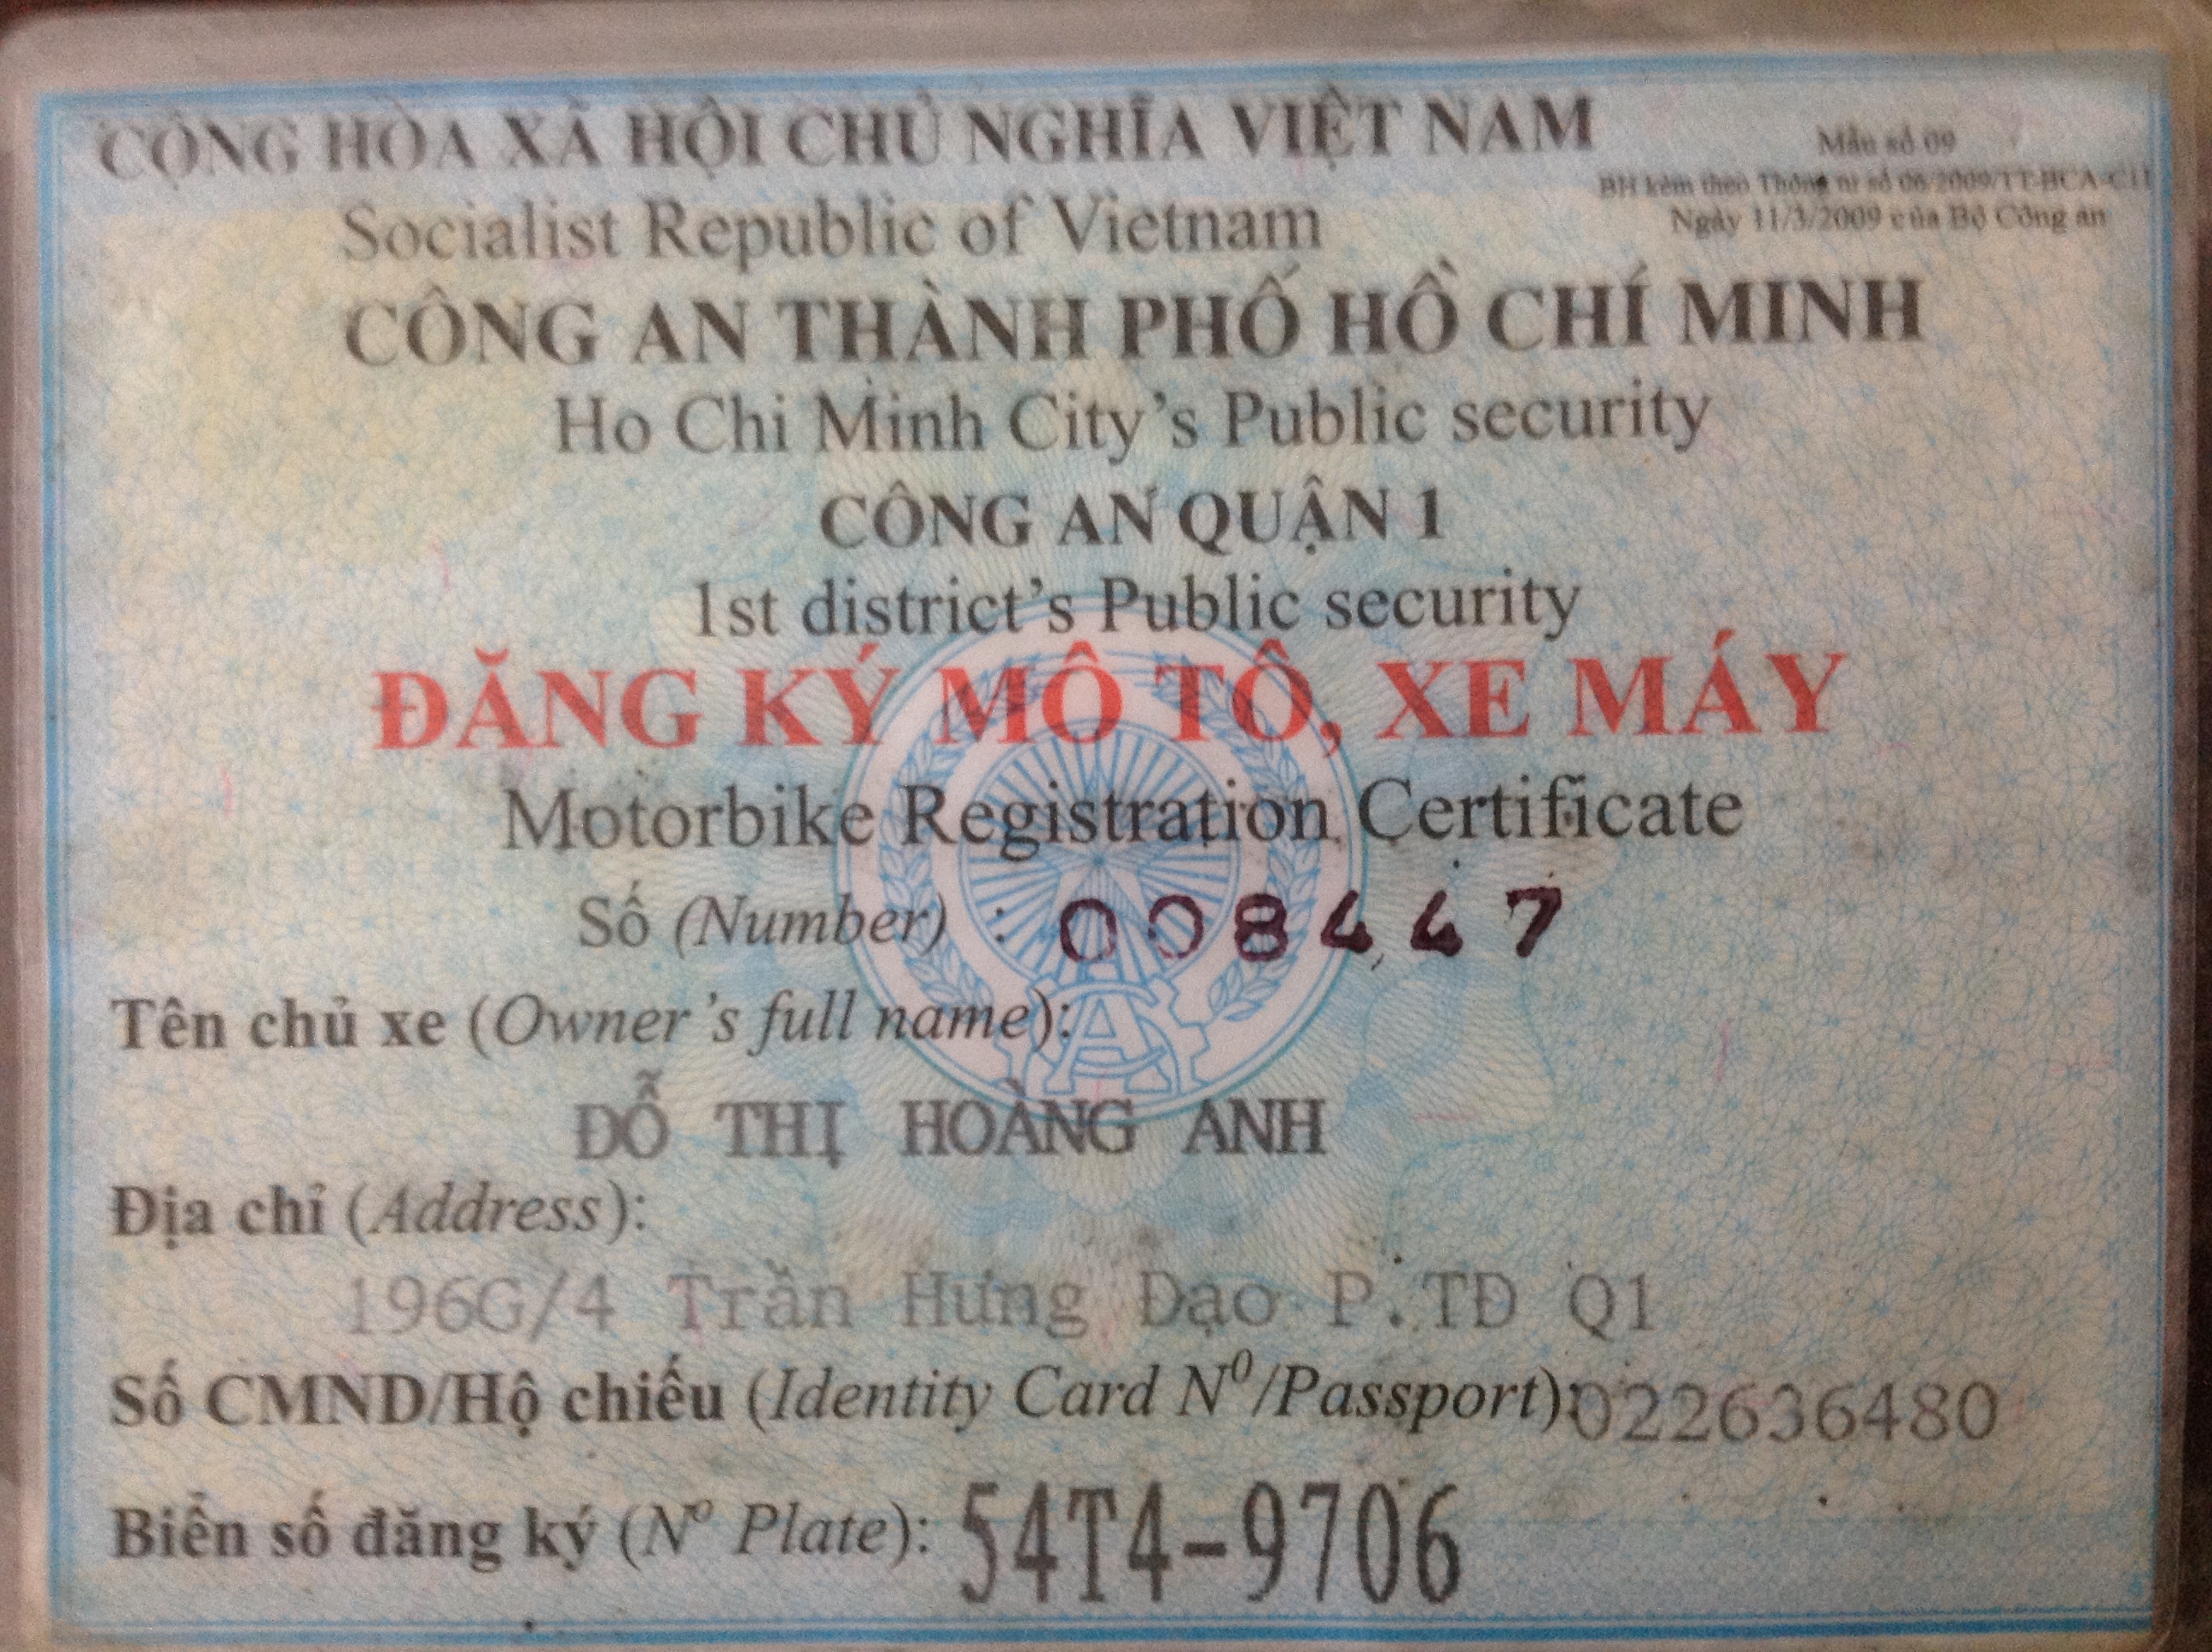 CỘNG HÒA XÃ HỘI CHỦ NGHĨA VIỆT NAM
Mẫu số 09
BH kèm theo Thông tư số 06/2009/TT-BCA-C11
Ngày 11/3/2009 của Bộ Công an
Socialist Republic of Vietnam
CÔNG AN THÀNH PHỐ HỒ CHÍ MINH
Ho Chi Minh City's Public security
CÔNG AN QUẬN 1
1st district's Public security
ĐĂNG KÝ MÔ TÔ, XE MÁY
Motorbike Registration Certificate
Số (Number) : 008447
Tên chủ xe (Owner's full name):
ĐỖ THỊ HOÀNG ANH
Địa chỉ (Address):
196G/4 Trần Hưng Đạo P.TĐ Q1
Số CMND/Hộ chiếu (Identity Card Nº/Passport):022636480
Biển số đăng ký (Nº Plate): 54T4-9706